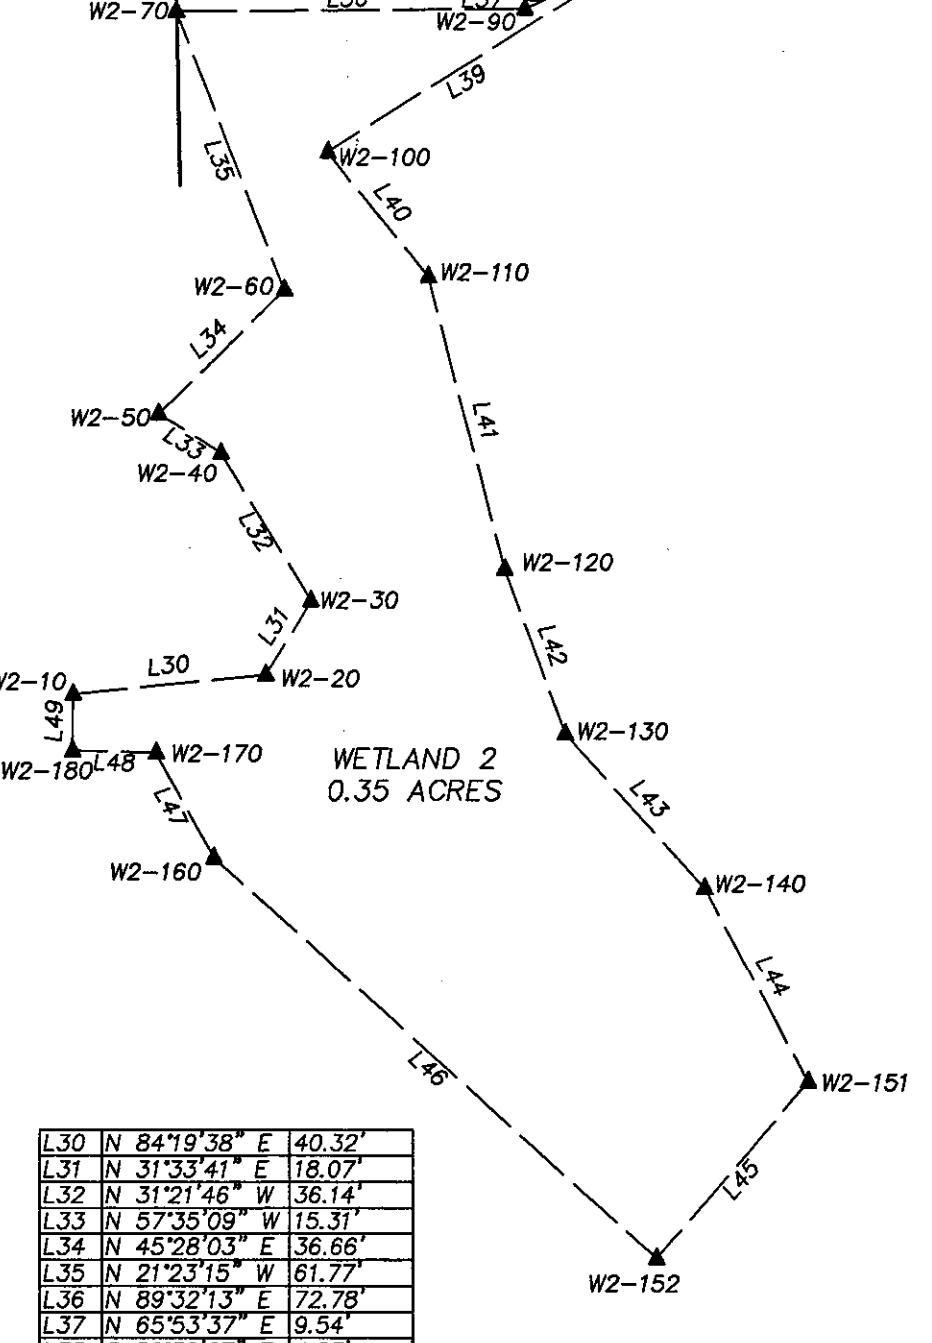 W2-70
L36
L37
W2-90
L39
W2-100
L35
L40
W2-60
W2-110
L34
W2-50
L33
L41
W2-40
L32
W2-120
W2-30
L31
L42
L30
W2-10
W2-20
L49
W2-130
W2-180
L48
W2-170
WETLAND 2
0.35 ACRES
L47
L43
W2-160
W2-140
L44
L46
W2-151
L45
W2-152
L30 N 84°19'38" E 40.32'
L31 N 31°33'41" E 18.07'
L32 N 31°21'46" W 36.14'
L33 N 57°35'09" W 15.31'
L34 N 45°28'03" E 36.66'
L35 N 21°23'15" W 61.77'
L36 N 89°32'13" E 72.78'
L37 N 65°53'37" E 9.54'